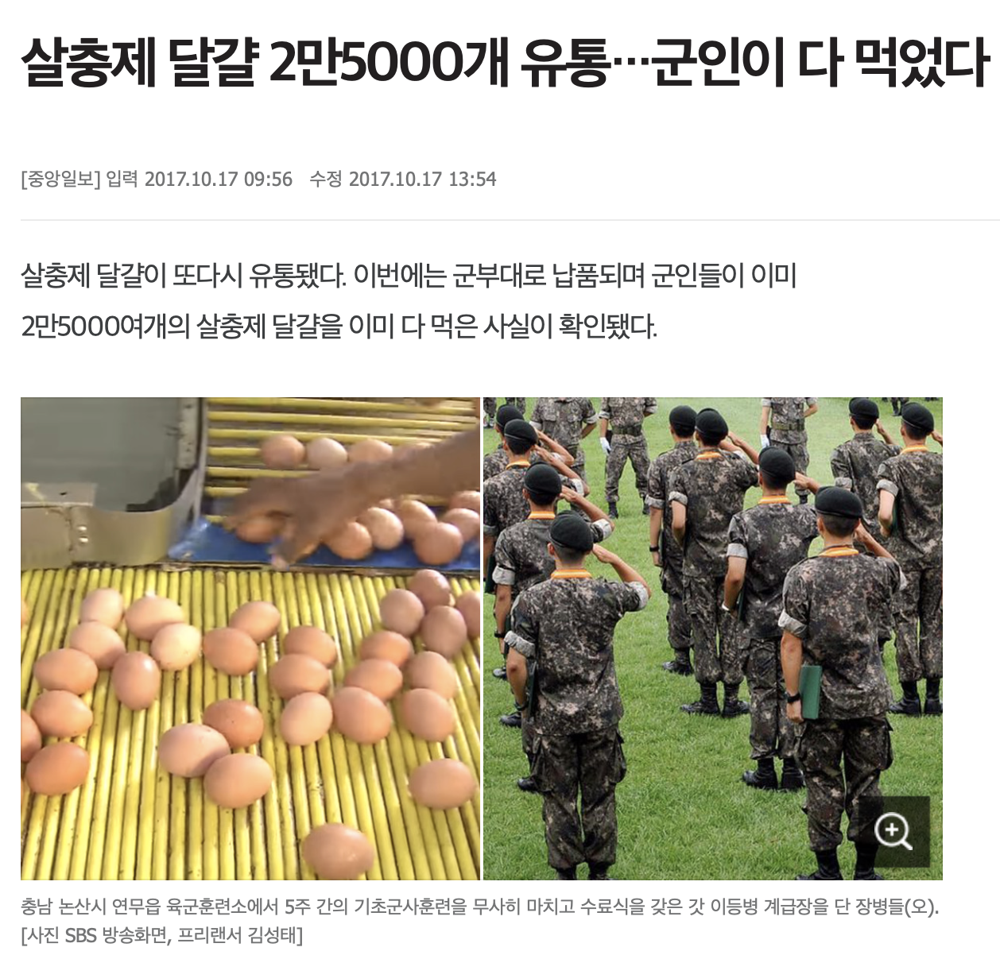 살충제 달걀 2만5000개 유통…군인이 다 먹었다
[중앙일보] 입력 2017.10.17 09:56 수정 2017.10.17 13:54
살충제 달걀이 또다시 유통됐다. 이번에는 군부대로 납품되며 군인들이 이미
2만5000여개의 살충제 달걀을 이미 다 먹은 사실이 확인됐다.
충남 논산시 연무읍 육군훈련소에서 5주 간의 기초군사훈련을 무사히 마치고 수료식을 갖은 갓 이등병 계급장을 단 장병들(오).
[사진 SBS 방송화면, 프리랜서 김성태]